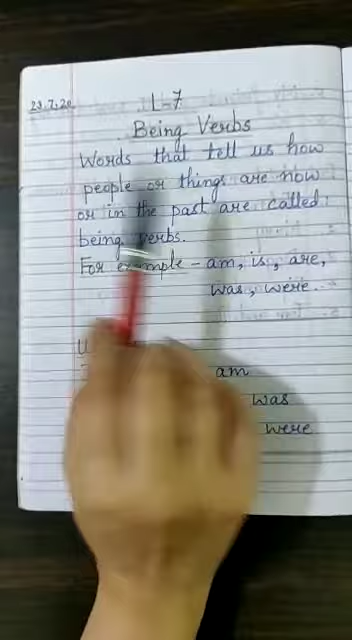 23.7.20
L-7
Being Verbs
Words that tell us how
people or things are now
or in the past are called
being verbs.
For example - am, is, are,
was, were.
am
was
were